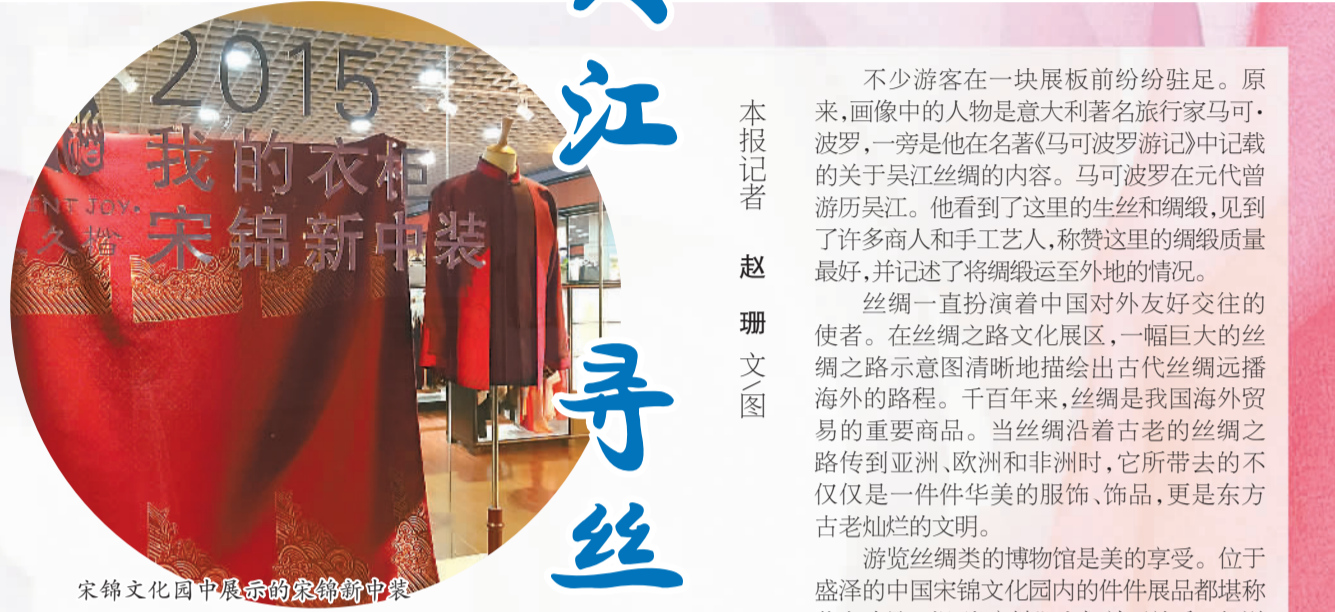 江
寻
丝
2015
我的衣柜
宋锦新中装
INT JOY
宋锦文化园中展示的宋锦新中装
本报记者 赵 珊 文/图
不少游客在一块展板前纷纷驻足。原
来,画像中的人物是意大利著名旅行家马可·
波罗,一旁是他在名著《马可波罗游记》中记载
的关于吴江丝绸的内容。马可波罗在元代曾
游历吴江。他看到了这里的生丝和绸缎,见到
了许多商人和手工艺人,称赞这里的绸缎质量
最好,并记述了将绸缎运至外地的情况。
丝绸一直扮演着中国对外友好交往的
使者。在丝绸之路文化展区,一幅巨大的丝
绸之路示意图清晰地描绘出古代丝绸远播
海外的路程。千百年来,丝绸是我国海外贸
易的重要商品。当丝绸沿着古老的丝绸之
路传到亚洲、欧洲和非洲时,它所带去的不
仅仅是一件件华美的服饰、饰品,更是东方
古老灿烂的文明。
游览丝绸类的博物馆是美的享受。位于
盛泽的中国宋锦文化园内的件件展品都堪称